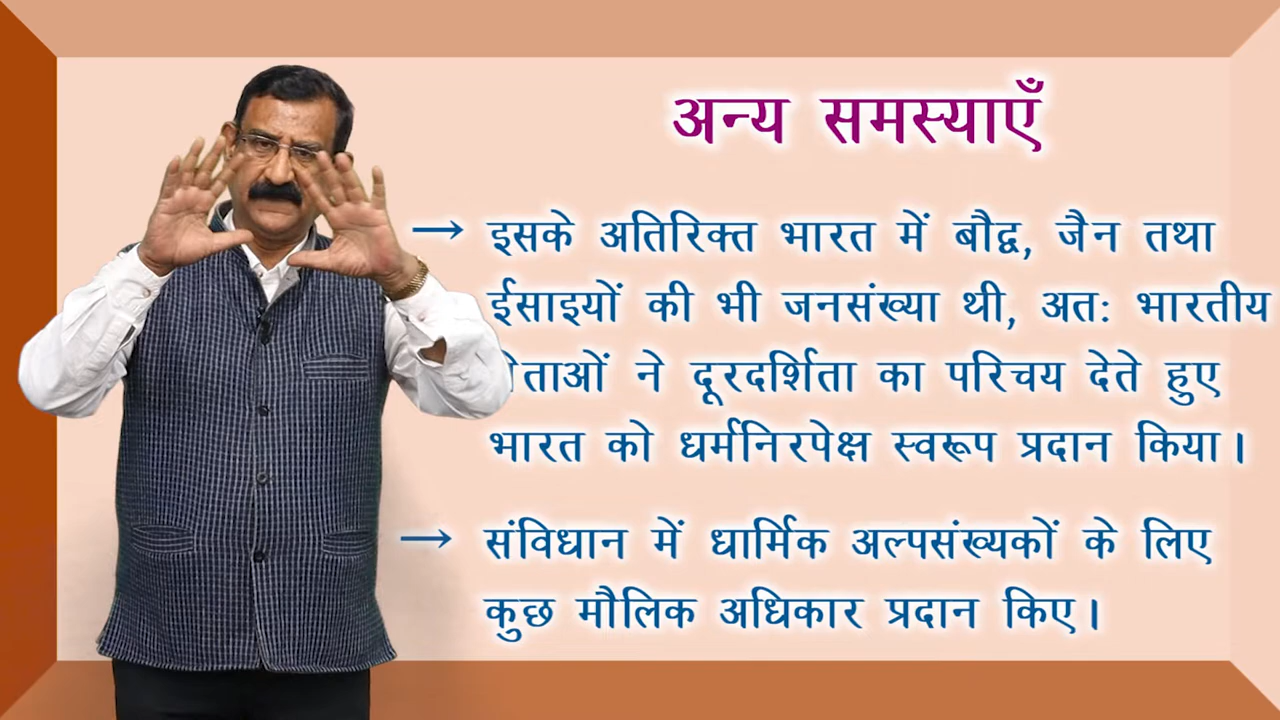 अन्य समस्याएँ
→ इसके अतिरिक्त भारत में बौद्व, जैन तथा
ईसाइयों की भी जनसंख्या थी, अतः भारतीय
ने दूरदर्शिता का परिचय देते हुए
भारत को धर्मनिरपेक्ष स्वरूप प्रदान किया।
→ संविधान में धार्मिक अल्पसंख्यकों के लिए
कुछ मौलिक अधिकार प्रदान किए।